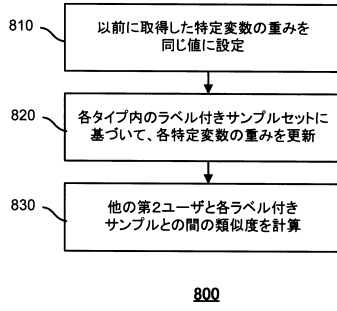 810
以前に取得した特定変数の重みを
同じ値に設定
820
各タイプ内のラベル付きサンプルセットに
基づいて、各特定変数の重みを更新
830
他の第2ユーザと各ラベル付き
サンプルとの間の類似度を計算
800